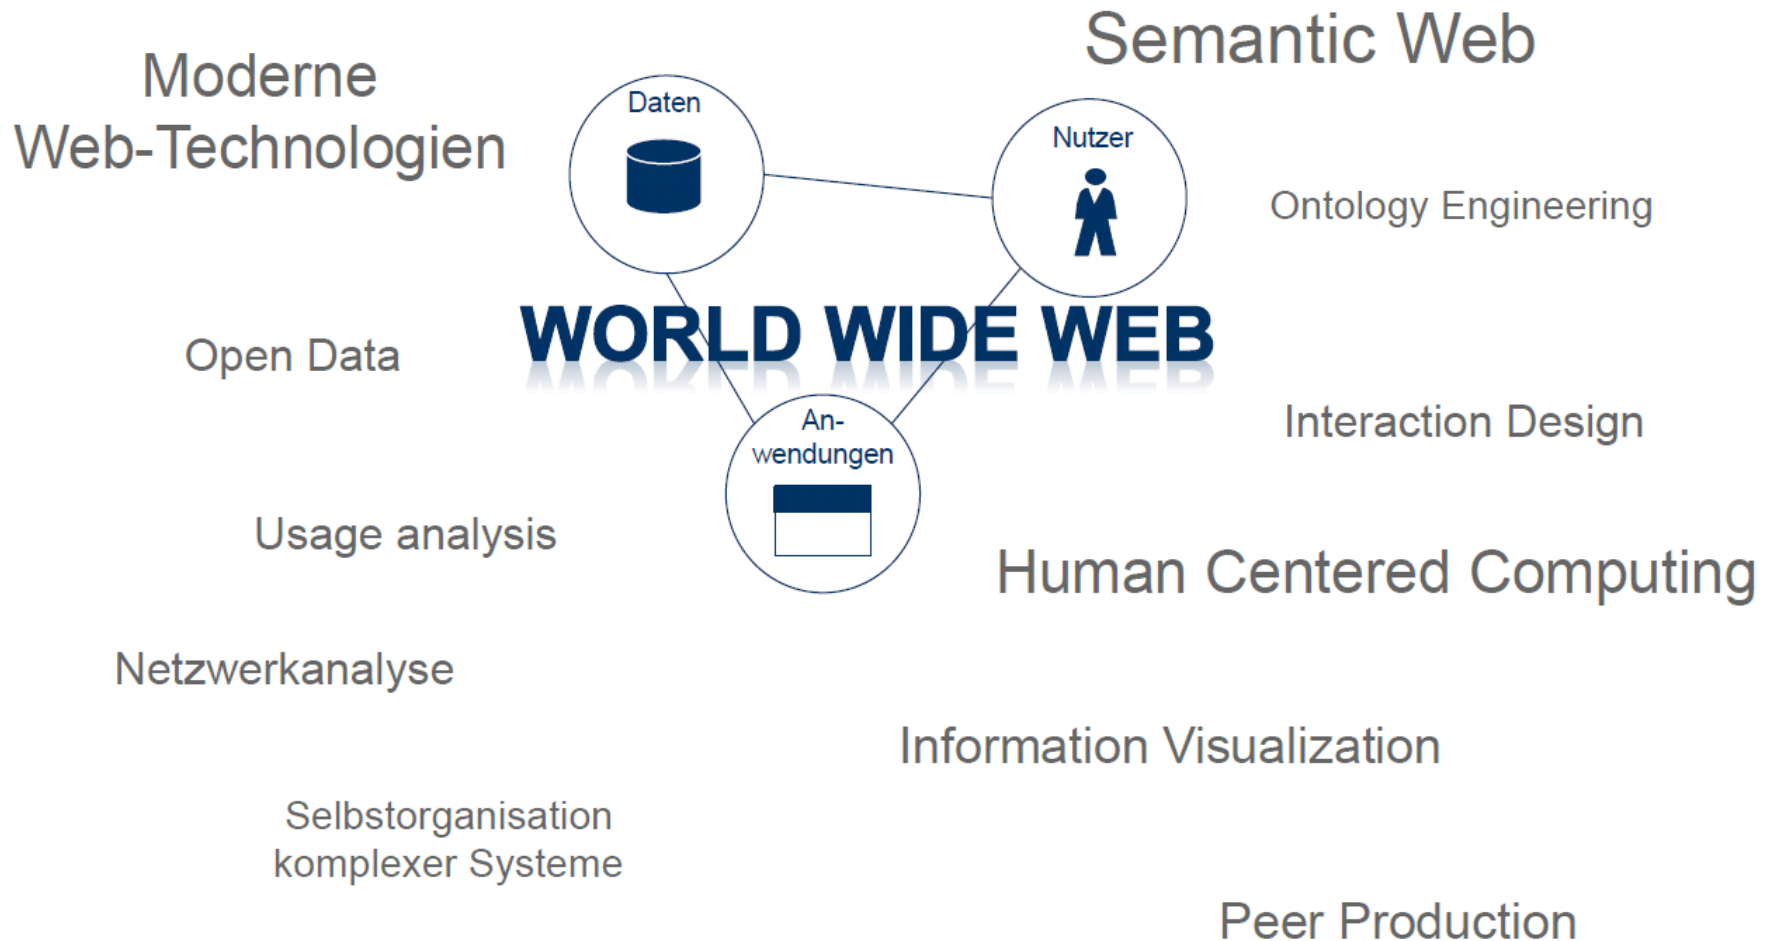 Semantic Web
Moderne
Web-Technologien
Daten
Nutzer
Ontology Engineering
WORLD WIDE WEB
Open Data
An-
wendungen
Interaction Design
Usage analysis
Human Centered Computing
Netzwerkanalyse
Information Visualization
Selbstorganisation
komplexer Systeme
Peer Production